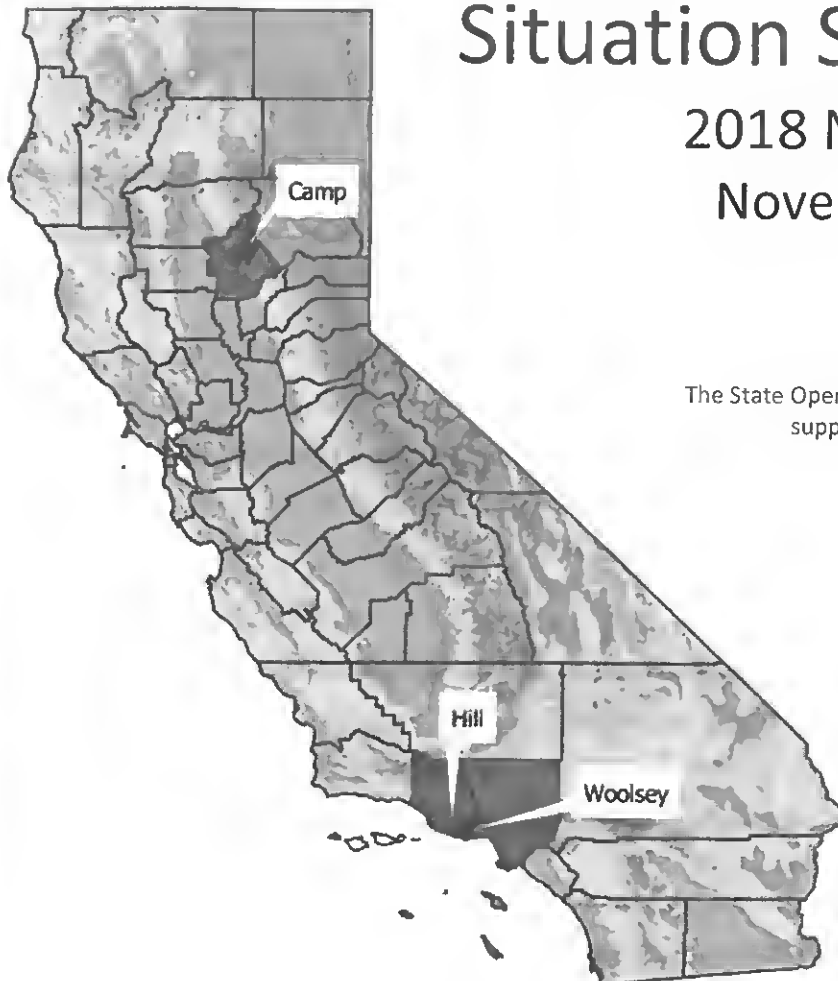 Situation S
2018 N
Nove
Camp
The State Oper
supp
Hill
Woolsey